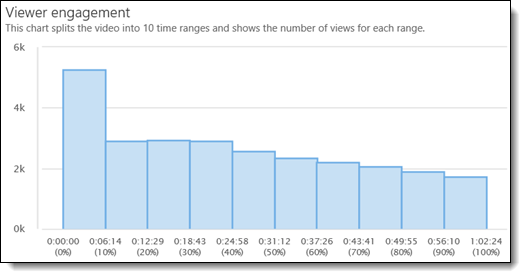 Viewer engagement
This chart splits the video into 10 time ranges and shows the number of views for each range.
6k
4k
2k
0k
0:00:00 0:06:14 0:12:29 0:18:43 0:24:58 0:31:12 0:37:26 0:43:41 0:49:55 0:56:10 1:02:24
(0%) (10%) (20%) (30%) (40%) (50%) (60%) (70%) (80%) (90%) (100%)